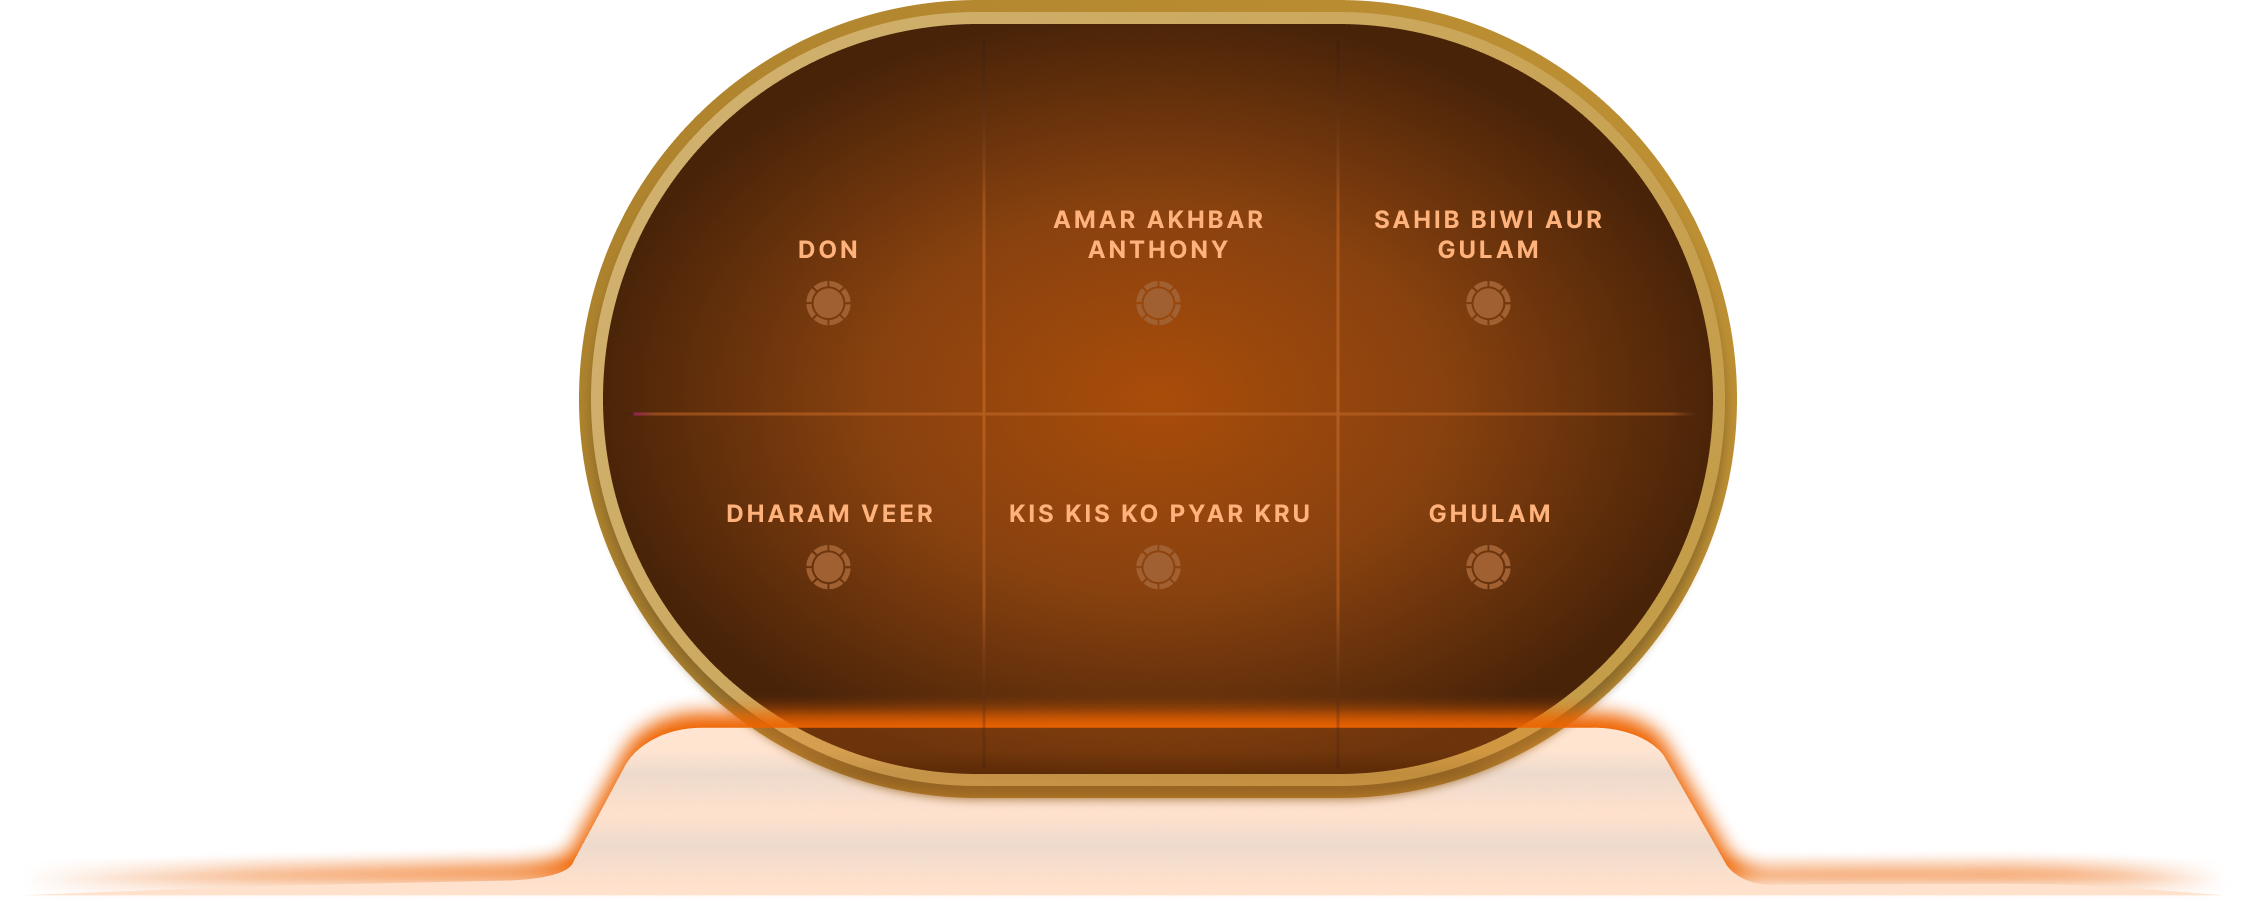 DON
AMAR AKHBAR
ANTHONY
SAHIB BIWI AUR
GULAM
DHARAM VEER
KIS KIS KO PYAR KRU
GHULAM